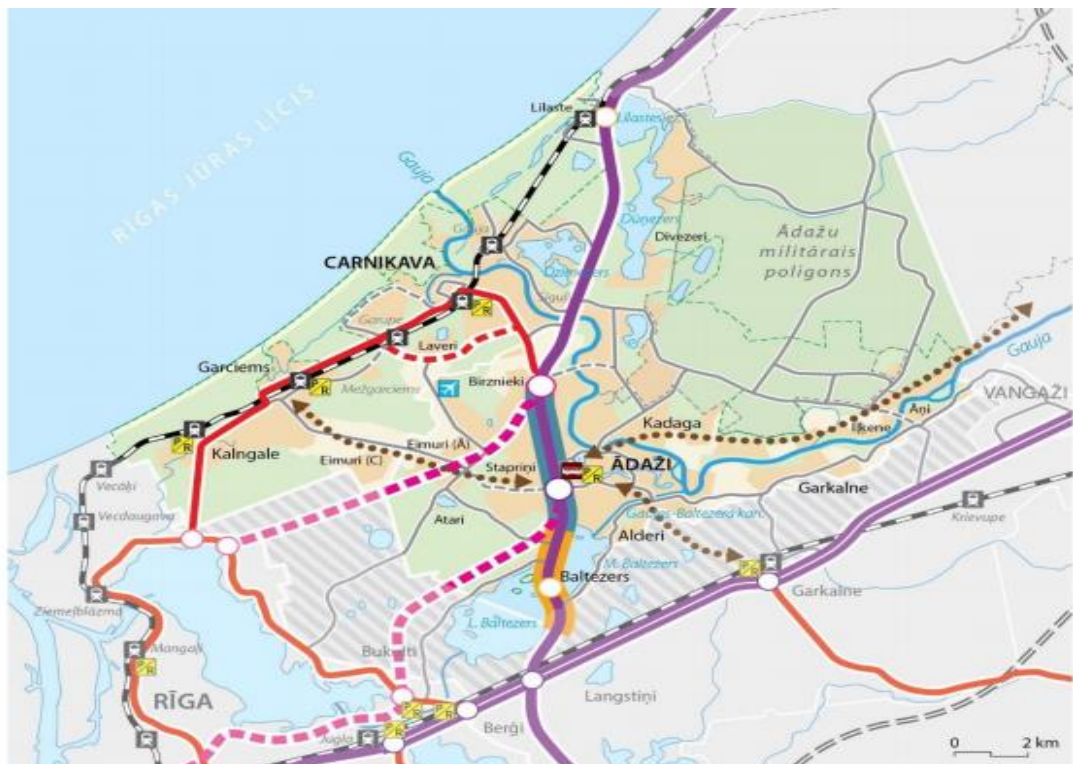 Lilaste
Lilastes ez.
RĪGAS JŪRAS LĪCIS
Gauja
Dūņezers
Divezeri
Ādažu
militārais
poligons
Gauja
CARNIKAVA
Dzirnezers
Garupe
Laveri
Gauja
Garciems
Mežgarciems
Birznieki
VANGAŽI
Āņi
Iļķene
Kadaga
Eimuri (Ā)
Kalngale
Eimuri (C)
Stapriņi
ĀDAŽI
Vecāķi
Garkalne
Vecdaugava
Atari
Gaujas-Baltezera kan.
Krievupe
Alderi
M. Baltezers
Baltezers
Ziemeļblāzma
Garkalne
L. Baltezers
Bukulti
Mangaļi
RĪGA
Langstiņi
Berģi
Jugla
0 2 km
P/R
P/R
P/R
P/R
P/R
P/R
P/R
P/R
P/R